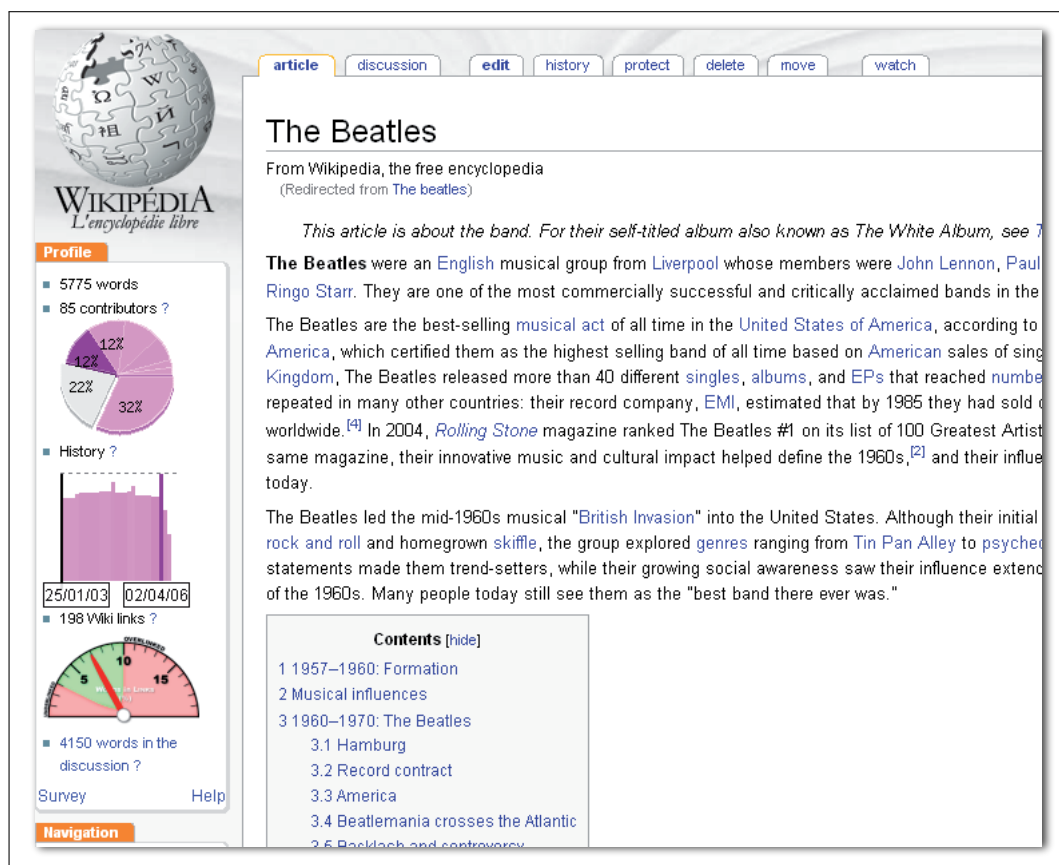 article discussion edit history protect delete move watch
WIKIPÉDIA
L'encyclopédie libre
Profile
5775 words
85 contributors ?
12%
12%
22%
32%
History ?
25/01/03 02/04/06
198 Wiki links ?
OVERLINKED
5
10
15
4150 words in the
discussion ?
Survey Help
Navigation
The Beatles
From Wikipedia, the free encyclopedia
(Redirected from The beatles)
This article is about the band. For their self-titled album also known as The White Album, see
The Beatles were an English musical group from Liverpool whose members were John Lennon, Paul
Ringo Starr. They are one of the most commercially successful and critically acclaimed bands in the
The Beatles are the best-selling musical act of all time in the United States of America, according to
America, which certified them as the highest selling band of all time based on American sales of sing
Kingdom, The Beatles released more than 40 different singles, albums, and EPs that reached numbe
repeated in many other countries: their record company, EMI, estimated that by 1985 they had sold
worldwide.[4] In 2004, Rolling Stone magazine ranked The Beatles #1 on its list of 100 Greatest Artist
same magazine, their innovative music and cultural impact helped define the 1960s,[2] and their influe
today.
The Beatles led the mid-1960s musical "British Invasion" into the United States. Although their initial
rock and roll and homegrown skiffle, the group explored genres ranging from Tin Pan Alley to psyched
statements made them trend-setters, while their growing social awareness saw their influence extend
of the 1960s. Many people today still see them as the "best band there ever was."
Contents [hide]
1 1957–1960: Formation
2 Musical influences
3 1960–1970: The Beatles
3.1 Hamburg
3.2 Record contract
3.3 America
3.4 Beatlemania crosses the Atlantic
3.5 Backlash and controversy